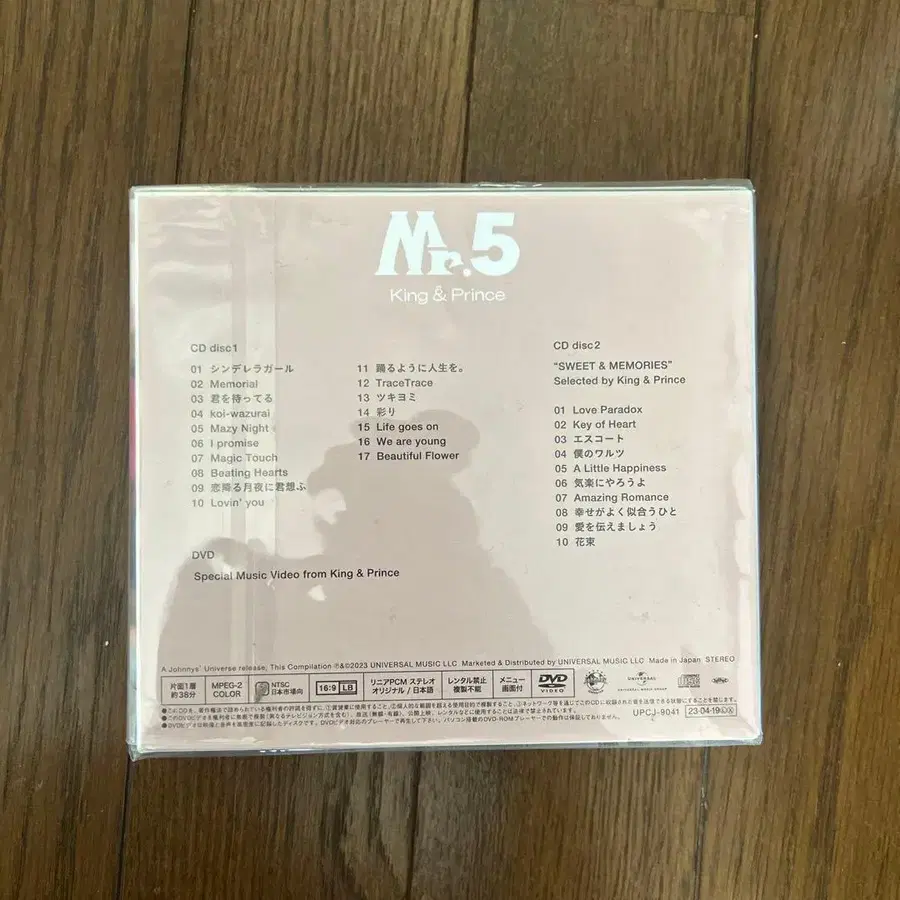 Mr.5
King & Prince
CD disc1
01 シンデレラガール
02 Memorial
03 君を待ってる
04 koi-wazurai
05 Mazy Night
06 I promise
07 Magic Touch
08 Beating Hearts
09 恋降る月夜に君想ふ
10 Lovin' you
11 踊るように人生を。
12 TraceTrace
13 ツキヨミ
14 彩り
15 Life goes on
16 We are young
17 Beautiful Flower
CD disc2
"SWEET & MEMORIES"
Selected by King & Prince
01 Love Paradox
02 Key of Heart
03 エスコート
04 僕のワルツ
05 A Little Happiness
06 気楽にやろうよ
07 Amazing Romance
08 幸せがよく似合うひと
09 愛を伝えましょう
10 花束
DVD
Special Music Video from King & Prince
A Johnnys' Universe release; This Compilation ℗&©2023 UNIVERSAL MUSIC LLC Marketed & Distributed by UNIVERSAL MUSIC LLC Made in Japan STEREO
片面1層
約38分
MPEG-2
COLOR
NTSC
日本市場向
16:9 LB
リニアPCM ステレオ
オリジナル / 日本語
レンタル禁止
複製不能
メニュー
画面付
DVD
VIDEO
UNIVERSAL
UNIVERSAL MUSIC GROUP
UPCJ-9041
23·04·19